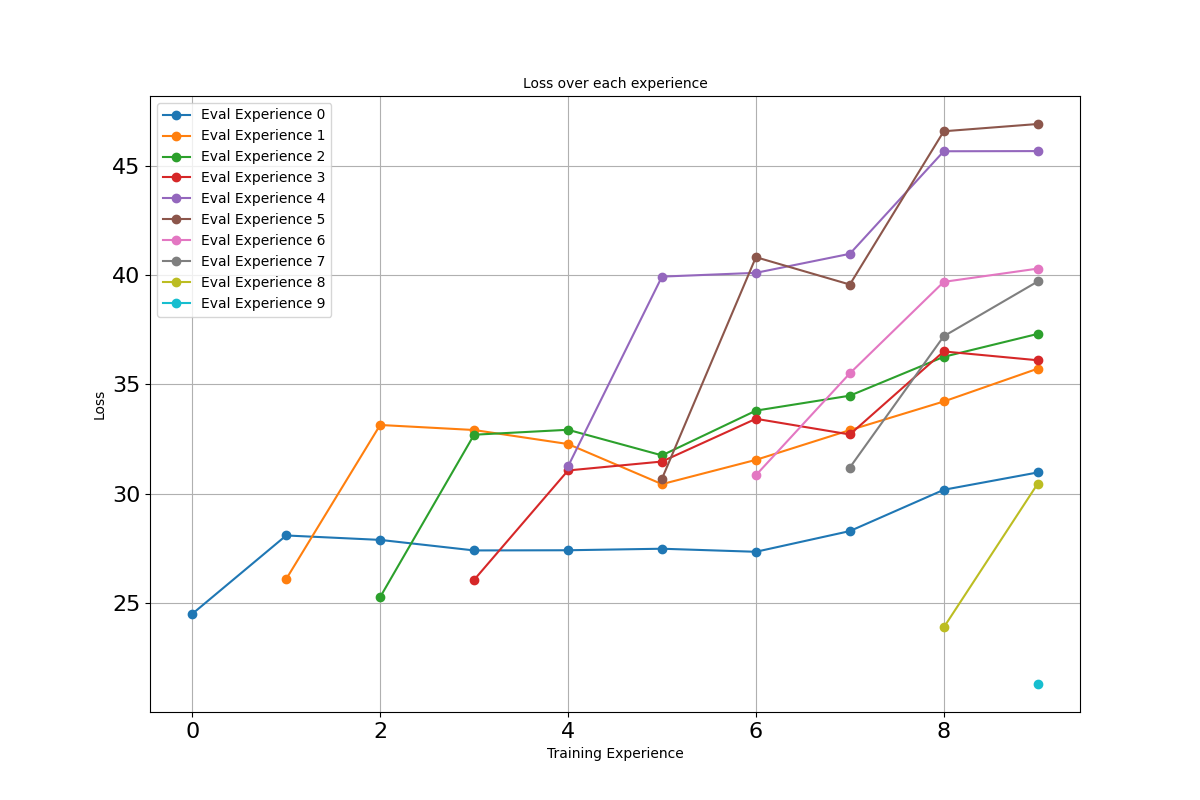 Loss over each experience
Eval Experience 0
Eval Experience 1
Eval Experience 2
Eval Experience 3
Eval Experience 4
Eval Experience 5
Eval Experience 6
Eval Experience 7
Eval Experience 8
Eval Experience 9
45
40
35
30
25
Loss
0 2 4 6 8
Training Experience